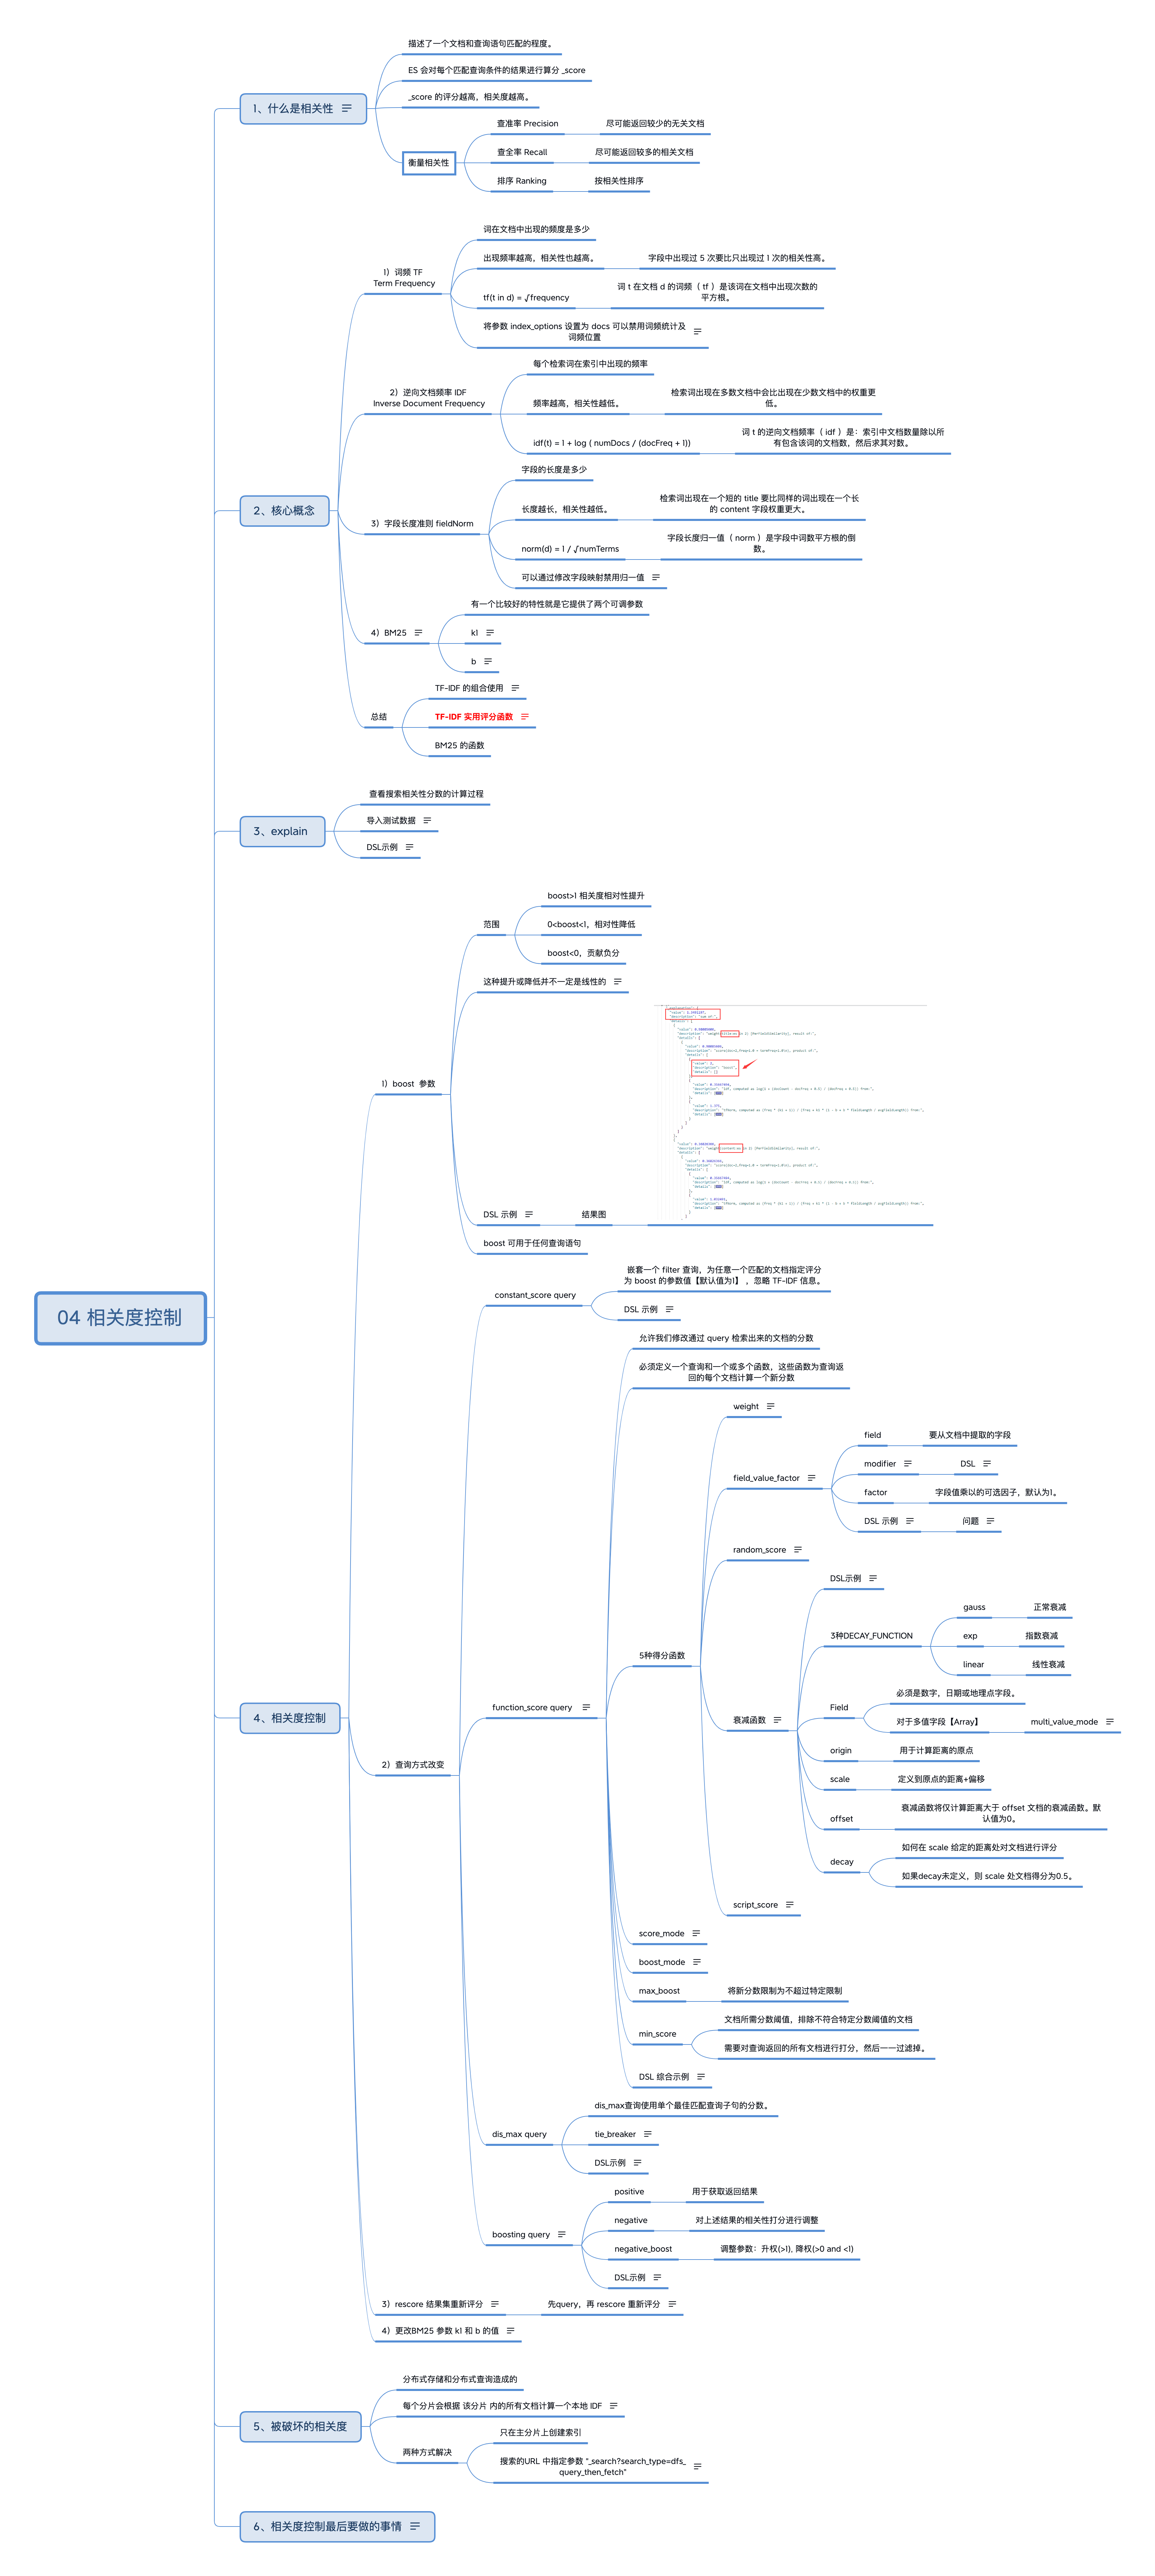 04 相关度控制
1、什么是相关性
描述了一个文档和查询语句匹配的程度。
ES 会对每个匹配查询条件的结果进行算分 _score
_score 的评分越高，相关度越高。
衡量相关性
查准率 Precision
尽可能返回较少的无关文档
查全率 Recall
尽可能返回较多的相关文档
排序 Ranking
按相关性排序
2、核心概念
1）词频 TF
Term Frequency
词在文档中出现的频度是多少
出现频率越高，相关性也越高。
字段中出现过 5 次要比只出现过 1 次的相关性高。
tf(t in d) = √frequency
词 t 在文档 d 的词频（ tf ）是该词在文档中出现次数的
平方根。
将参数 index_options 设置为 docs 可以禁用词频统计及
词频位置
2）逆向文档频率 IDF
Inverse Document Frequency
每个检索词在索引中出现的频率
频率越高，相关性越低。
检索词出现在多数文档中会比出现在少数文档中的权重更
低。
idf(t) = 1 + log ( numDocs / (docFreq + 1))
词 t 的逆向文档频率（ idf ）是：索引中文档数量除以所
有包含该词的文档数，然后求其对数。
3）字段长度准则 fieldNorm
字段的长度是多少
长度越长，相关性越低。
检索词出现在一个短的 title 要比同样的词出现在一个长
的 content 字段权重更大。
norm(d) = 1 / √numTerms
字段长度归一值（ norm ）是字段中词数平方根的倒
数。
可以通过修改字段映射禁用归一值
4）BM25
有一个比较好的特性就是它提供了两个可调参数
k1
b
总结
TF-IDF 的组合使用
TF-IDF 实用评分函数
BM25 的函数
3、explain
查看搜索相关性分数的计算过程
导入测试数据
DSL示例
4、相关度控制
1）boost 参数
范围
boost>1 相关度相对性提升
0<boost<1，相对性降低
boost<0，贡献负分
这种提升或降低并不一定是线性的
DSL 示例
结果图
boost 可用于任何查询语句
2）查询方式改变
constant_score query
嵌套一个 filter 查询，为任意一个匹配的文档指定评分
为 boost 的参数值【默认值为1】 ，忽略 TF-IDF 信息。
DSL 示例
function_score query
允许我们修改通过 query 检索出来的文档的分数
必须定义一个查询和一个或多个函数，这些函数为查询返
回的每个文档计算一个新分数
5种得分函数
weight
field_value_factor
field
要从文档中提取的字段
modifier
DSL
factor
字段值乘以的可选因子，默认为1。
DSL 示例
问题
random_score
衰减函数
DSL示例
3种DECAY_FUNCTION
gauss
正常衰减
exp
指数衰减
linear
线性衰减
Field
必须是数字，日期或地理点字段。
对于多值字段【Array】
multi_value_mode
origin
用于计算距离的原点
scale
定义到原点的距离+偏移
offset
衰减函数将仅计算距离大于 offset 文档的衰减函数。默
认值为0。
decay
如何在 scale 给定的距离处对文档进行评分
如果decay未定义，则 scale 处文档得分为0.5。
script_score
score_mode
boost_mode
max_boost
将新分数限制为不超过特定限制
min_score
文档所需分数阈值，排除不符合特定分数阈值的文档
需要对查询返回的所有文档进行打分，然后一一过滤掉。
DSL 综合示例
dis_max query
dis_max查询使用单个最佳匹配查询子句的分数。
tie_breaker
DSL示例
boosting query
positive
用于获取返回结果
negative
对上述结果的相关性打分进行调整
negative_boost
调整参数：升权(>1), 降权(>0 and <1)
DSL示例
3）rescore 结果集重新评分
先query，再 rescore 重新评分
4）更改BM25 参数 k1 和 b 的值
5、被破坏的相关度
分布式存储和分布式查询造成的
每个分片会根据 该分片 内的所有文档计算一个本地 IDF
两种方式解决
只在主分片上创建索引
搜索的URL 中指定参数 "_search?search_type=dfs_
query_then_fetch"
6、相关度控制最后要做的事情